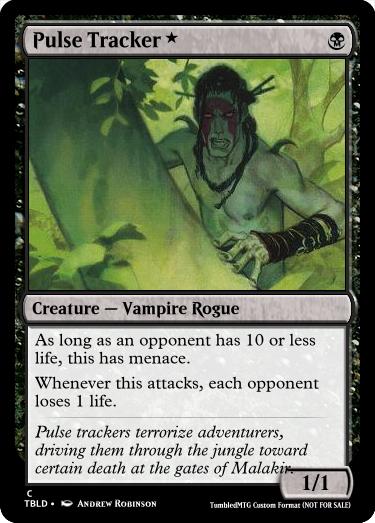 Pulse Tracker ★
Creature — Vampire Rogue
As long as an opponent has 10 or less
life, this has menace.
Whenever this attacks, each opponent
loses 1 life.
Pulse trackers terrorize adventurers,
driving them through the jungle toward
certain death at the gates of Malakir.
1/1
C
TBLD • Andrew Robinson
TumbledMTG Custom Format (NOT FOR SALE)